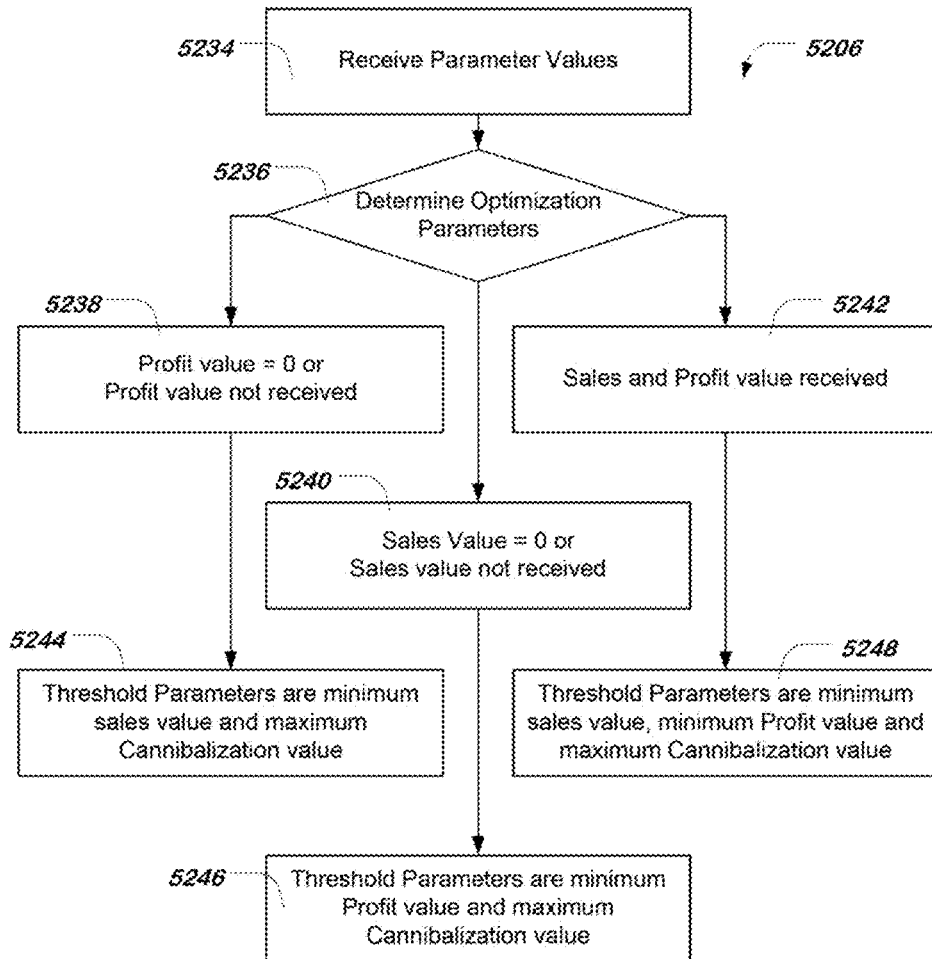 5234
Receive Parameter Values
5206
5236
Determine Optimization
Parameters
5238
Profit value = 0 or
Profit value not received
5242
Sales and Profit value received
5240
Sales Value = 0 or
Sales value not received
5244
Threshold Parameters are minimum
sales value and maximum
Cannibalization value
5248
Threshold Parameters are minimum
sales value, minimum Profit value and
maximum Cannibalization value
5246
Threshold Parameters are minimum
Profit value and maximum
Cannibalization value